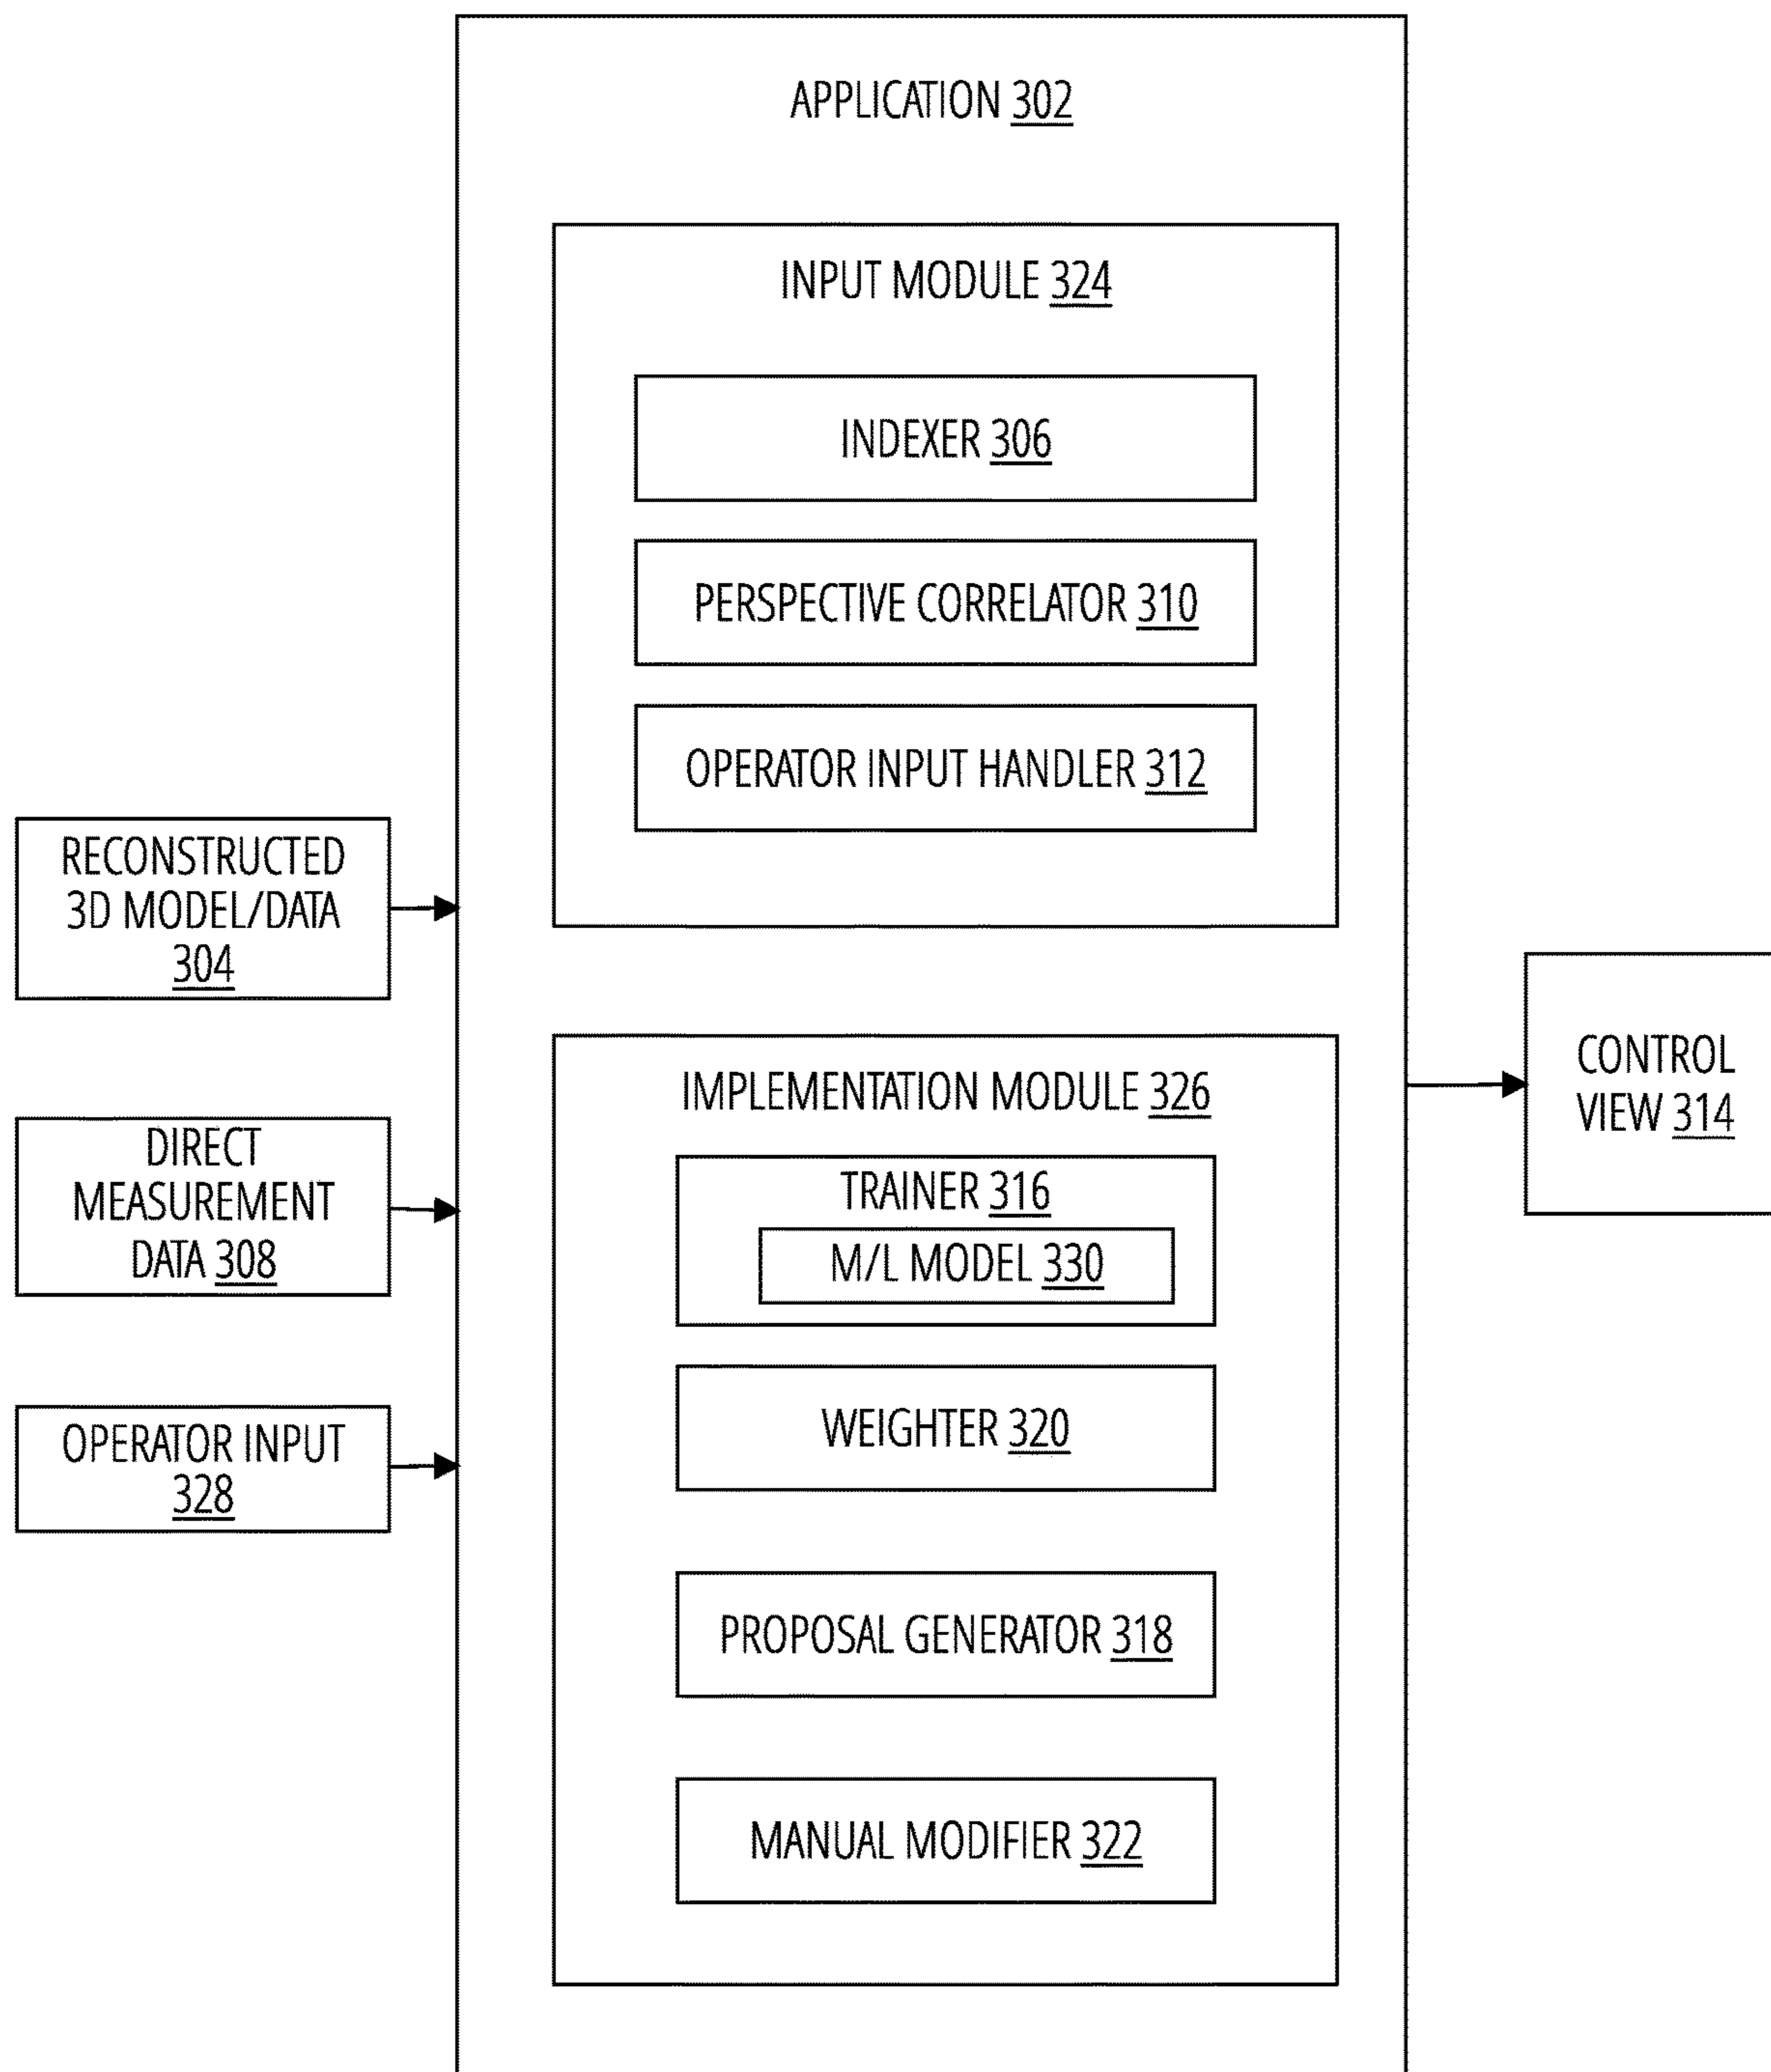 APPLICATION 302
INPUT MODULE 324
INDEXER 306
PERSPECTIVE CORRELATOR 310
OPERATOR INPUT HANDLER 312
RECONSTRUCTED
3D MODEL/DATA
304
DIRECT
MEASUREMENT
DATA 308
OPERATOR INPUT
328
IMPLEMENTATION MODULE 326
TRAINER 316
M/L MODEL 330
WEIGHTER 320
PROPOSAL GENERATOR 318
MANUAL MODIFIER 322
CONTROL
VIEW 314